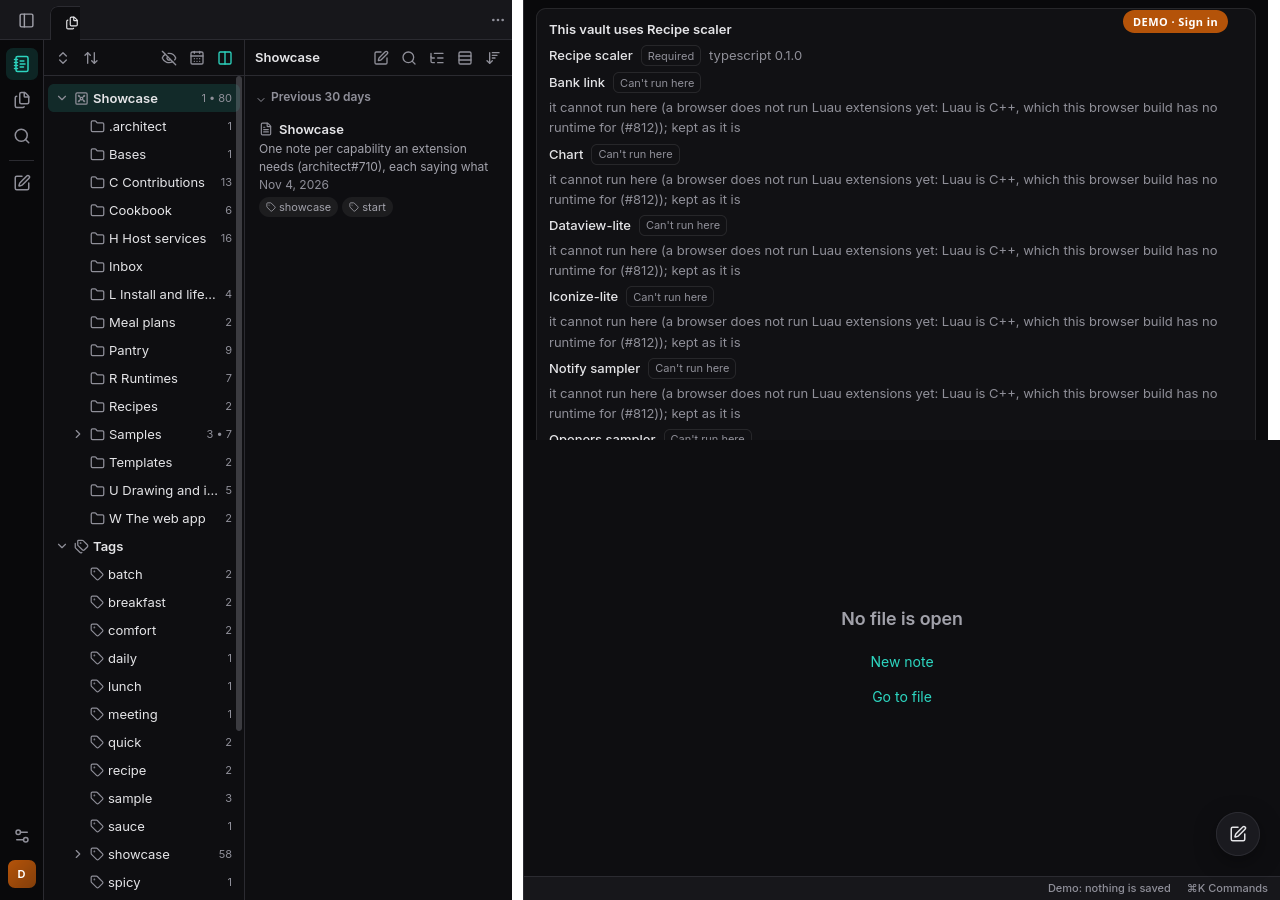 Showcase
Showcase 1 • 80
.architect 1
Bases 1
C Contributions 13
Cookbook 6
H Host services 16
Inbox
L Install and life... 4
Meal plans 2
Pantry 9
R Runtimes 7
Recipes 2
Samples 3 • 7
Templates 2
U Drawing and i... 5
W The web app 2
Tags
batch 2
breakfast 2
comfort 2
daily 1
lunch 1
meeting 1
quick 2
recipe 2
sample 3
sauce 1
showcase 58
spicy 1
D
Previous 30 days
Showcase
One note per capability an extension
needs (architect#710), each saying what
Nov 4, 2026
showcase start
DEMO · Sign in
This vault uses Recipe scaler
Recipe scaler Required typescript 0.1.0
Bank link Can't run here
it cannot run here (a browser does not run Luau extensions yet: Luau is C++, which this browser build has no
runtime for (#812)); kept as it is
Chart Can't run here
it cannot run here (a browser does not run Luau extensions yet: Luau is C++, which this browser build has no
runtime for (#812)); kept as it is
Dataview-lite Can't run here
it cannot run here (a browser does not run Luau extensions yet: Luau is C++, which this browser build has no
runtime for (#812)); kept as it is
Iconize-lite Can't run here
it cannot run here (a browser does not run Luau extensions yet: Luau is C++, which this browser build has no
runtime for (#812)); kept as it is
Notify sampler Can't run here
it cannot run here (a browser does not run Luau extensions yet: Luau is C++, which this browser build has no
runtime for (#812)); kept as it is
Openers sampler Can't run here
No file is open
New note
Go to file
Demo: nothing is saved ⌘K Commands